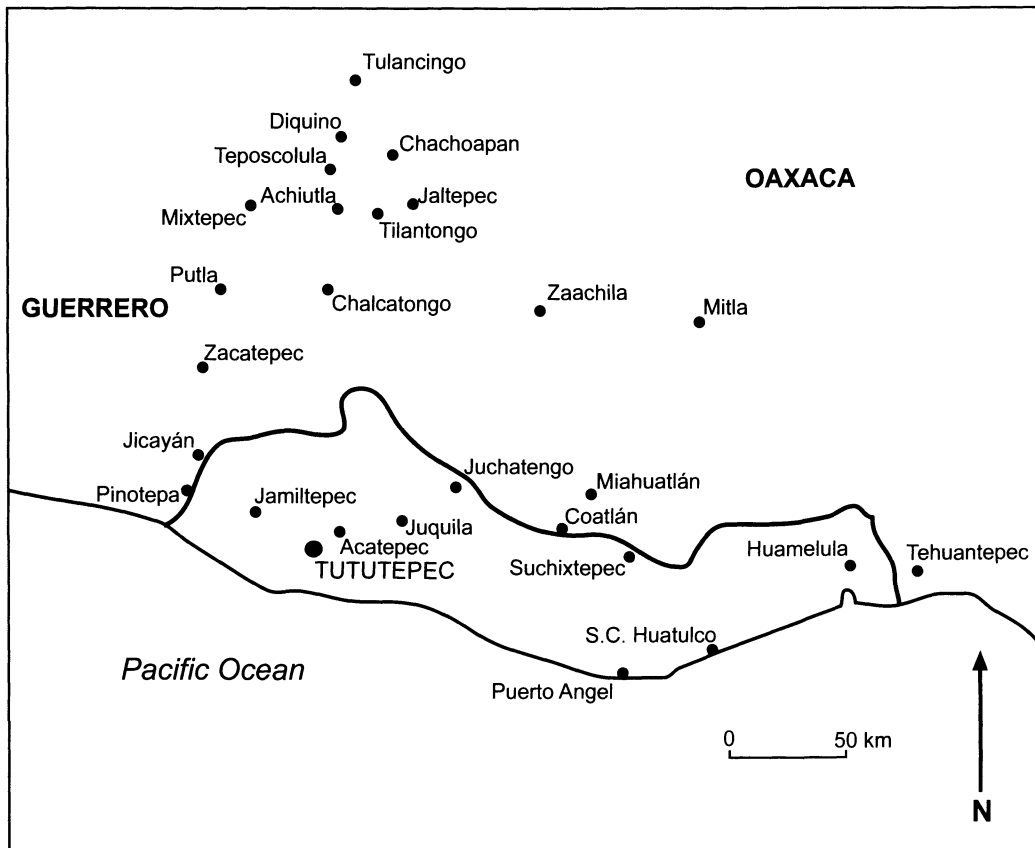 Tulancingo
Diquino
Chachoapan
Teposcolula
OAXACA
Achiutla
Jaltepec
Mixtepec
Tilantongo
Putla
Chalcatongo
Zaachila
Mitla
GUERRERO
Zacatepec
Jicayán
Juchatengo
Pinotepa
Miahuatlán
Jamiltepec
Coatlán
Juquila
Acatepec
Huamelula
Tehuantepec
TUTUTEPEC
Suchixtepec
S.C. Huatulco
Pacific Ocean
Puerto Angel
0 50 km
N